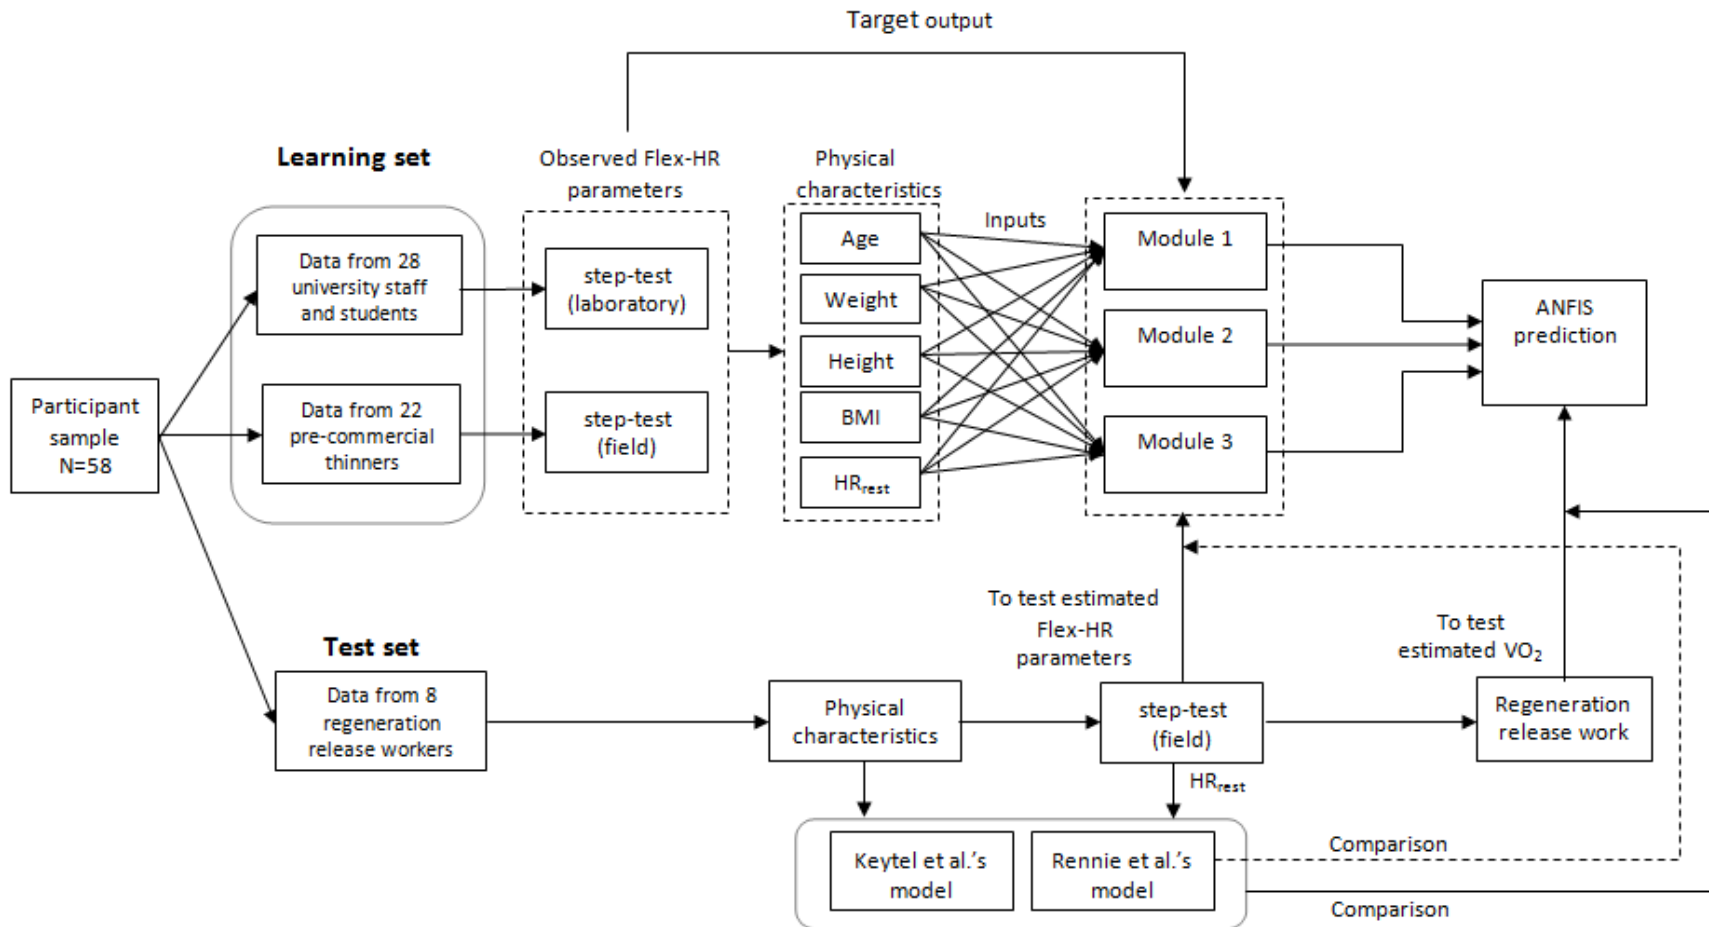 Target output
Learning set
Observed Flex-HR
parameters
Physical
characteristics
Inputs
Participant
sample
N=58
Data from 28
university staff
and students
Data from 22
pre-commercial
thinners
step-test
(laboratory)
step-test
(field)
Age
Weight
Height
BMI
HRrest
Module 1
Module 2
Module 3
ANFIS
prediction
Test set
Data from 8
regeneration
release workers
Physical
characteristics
To test estimated
Flex-HR
parameters
step-test
(field)
HRrest
To test
estimated VO₂
Regeneration
release work
Keytel et al.'s
model
Rennie et al.'s
model
Comparison
Comparison